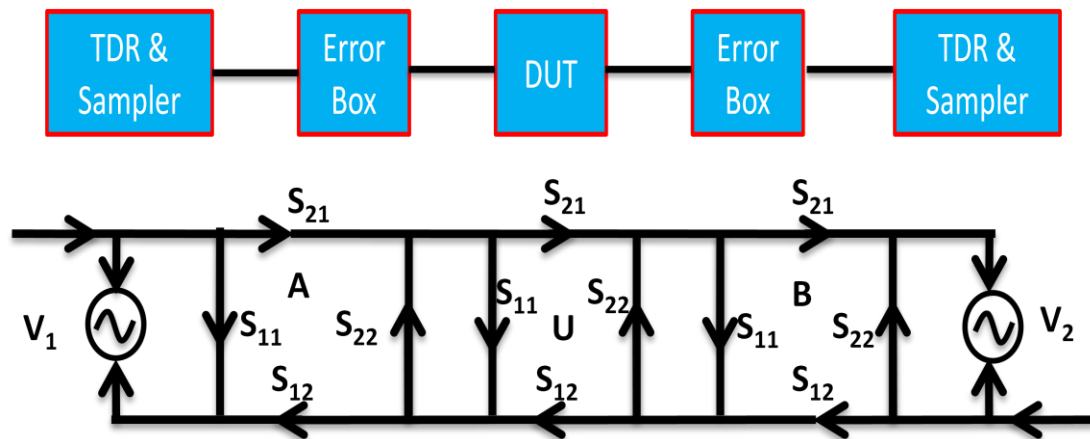 TDR &
Sampler
Error
Box
DUT
Error
Box
TDR &
Sampler
S21
S21
S21
A
S11
B
V1
S11
S22
U
S22
S11
S22
V2
S12
S12
S12